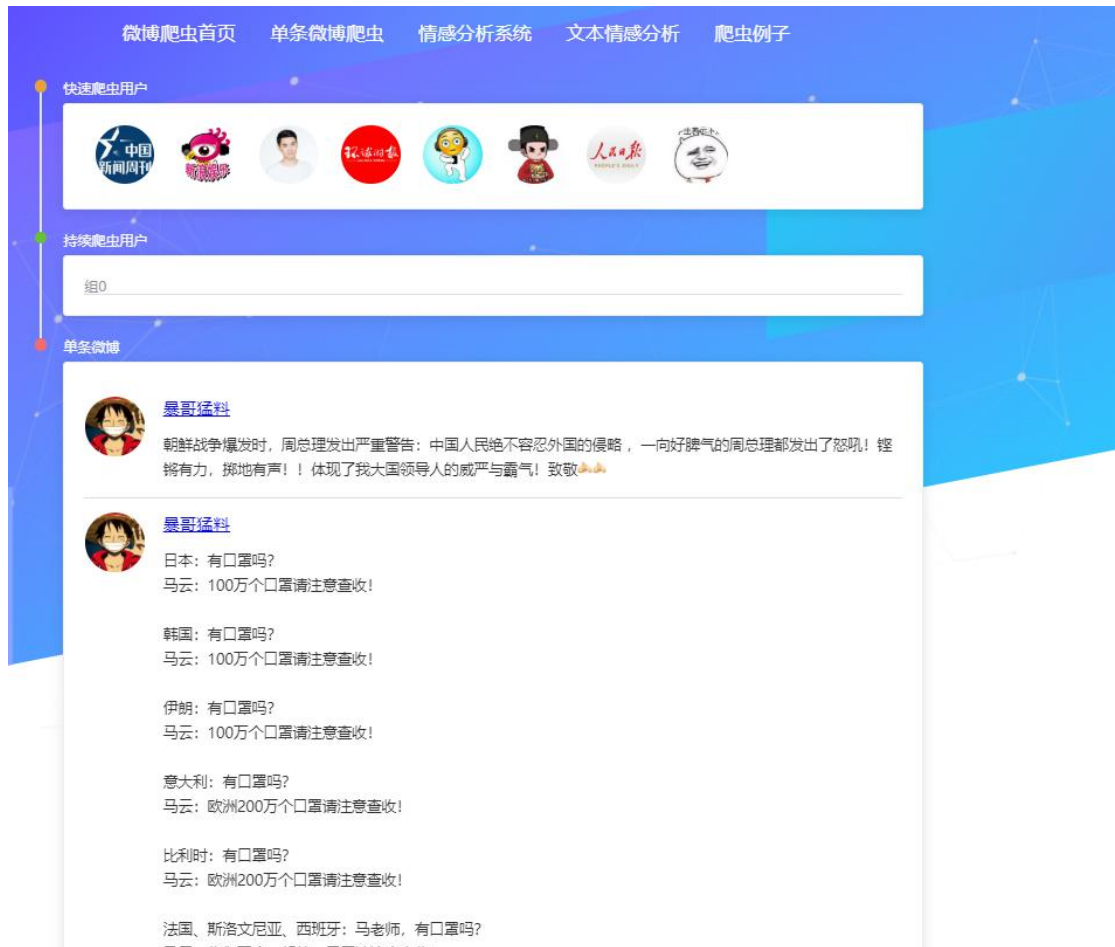 微博爬虫首页 单条微博爬虫 情感分析系统 文本情感分析 爬虫例子
快速爬虫用户
中国
新闻周刊
环球时报
人民日报
PEOPLE'S DAILY
持续爬虫用户
组0
单条微博
暴哥猛料
朝鲜战争爆发时，周总理发出严重警告：中国人民绝不容忍外国的侵略 ，一向好脾气的周总理都发出了怒吼！铿
锵有力，掷地有声！！体现了我大国领导人的威严与霸气！致敬🙏🙏
暴哥猛料
日本：有口罩吗?
马云：100万个口罩请注意查收！
韩国：有口罩吗?
马云：100万个口罩请注意查收！
伊朗：有口罩吗?
马云：100万个口罩请注意查收！
意大利：有口罩吗?
马云：欧洲200万个口罩请注意查收！
比利时：有口罩吗?
马云：欧洲200万个口罩请注意查收！
法国、斯洛文尼亚、西班牙：马老师，有口罩吗?